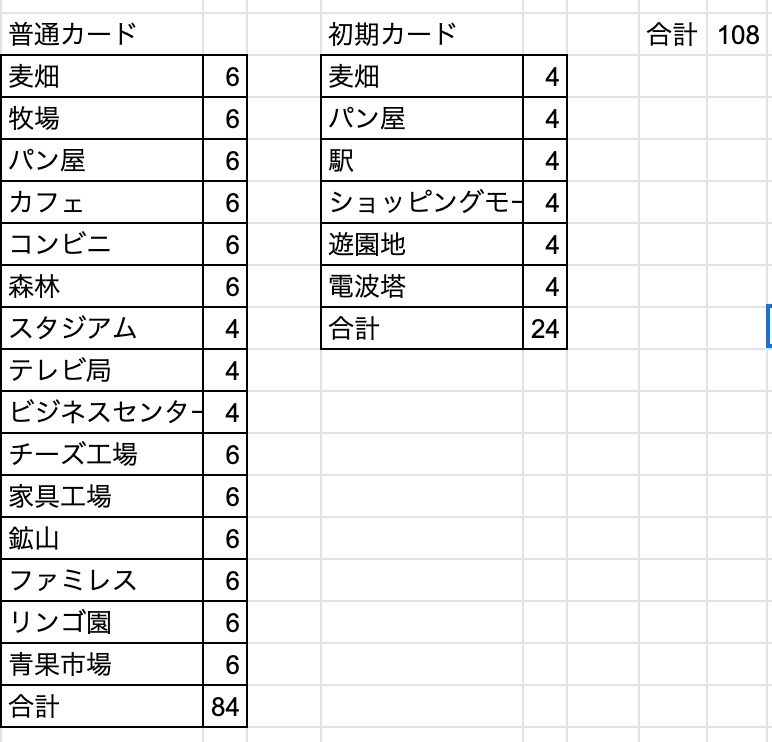 普通カード 初期カード 合計 108
麦畑 6 麦畑 4
牧場 6 パン屋 4
パン屋 6 駅 4
カフェ 6 ショッピングモー 4
コンビニ 6 遊園地 4
森林 6 電波塔 4
スタジアム 4 合計 24
テレビ局 4
ビジネスセンター 4
チーズ工場 6
家具工場 6
鉱山 6
ファミレス 6
リンゴ園 6
青果市場 6
合計 84